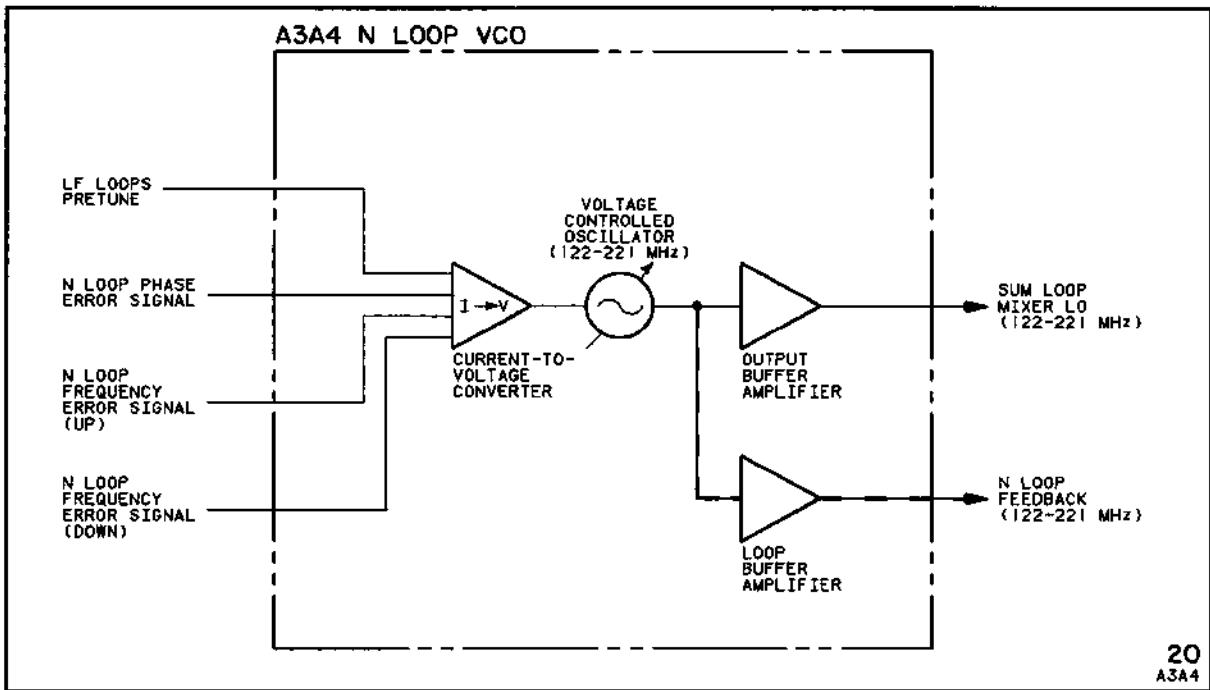 A3A4 N LOOP VCO
LF LOOPS
PRETUNE
N LOOP PHASE
ERROR SIGNAL
N LOOP
FREQUENCY
ERROR SIGNAL
(UP)
N LOOP
FREQUENCY
ERROR SIGNAL
(DOWN)
I → V
CURRENT-TO-
VOLTAGE
CONVERTER
VOLTAGE
CONTROLLED
OSCILLATOR
(122-221 MHz)
OUTPUT
BUFFER
AMPLIFIER
LOOP
BUFFER
AMPLIFIER
SUM LOOP
MIXER LO
(122-221 MHz)
N LOOP
FEEDBACK
(122-221 MHz)
20
A3A4